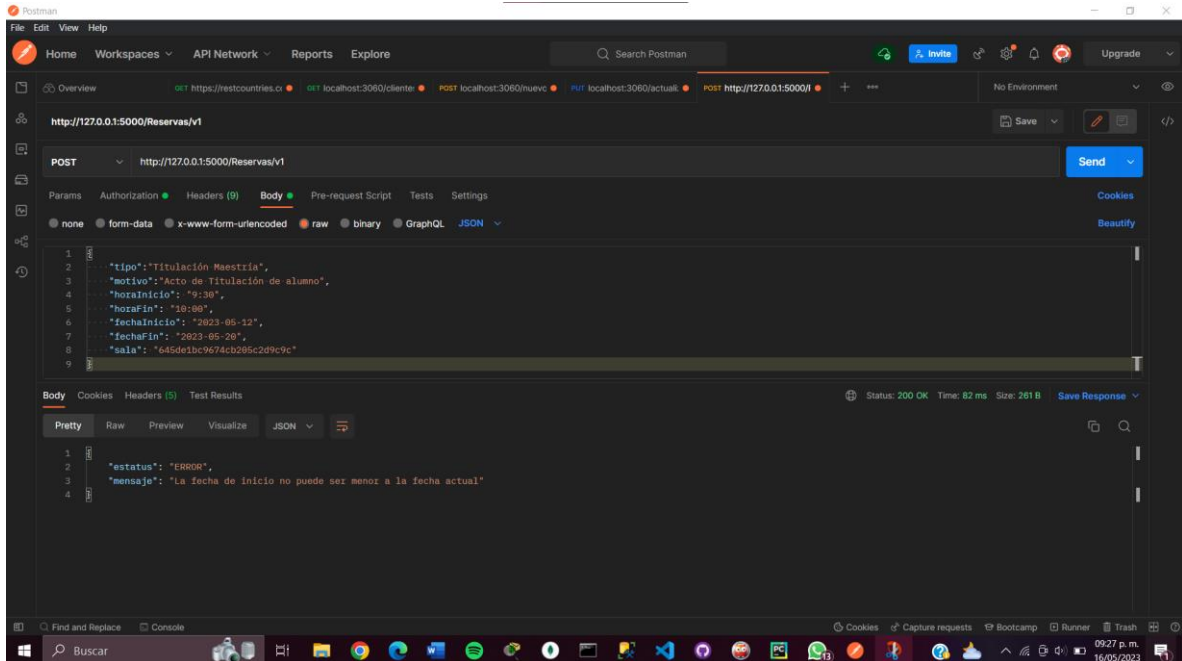 Postman
File Edit View Help
Home Workspaces API Network Reports Explore Search Postman Invite Upgrade
Overview GET https://restcountries.co GET localhost:3060/cliente: POST localhost:3060/nuevo PUT localhost:3060/actuali. POST http://127.0.0.1:5000/ No Environment
http://127.0.0.1:5000/Reservas/v1 Save
POST http://127.0.0.1:5000/Reservas/v1 Send
Params Authorization Headers (9) Body Pre-request Script Tests Settings Cookies
none form-data x-www-form-urlencoded raw binary GraphQL JSON Beautify
1 {
2 "tipo":"Titulación Maestría",
3 "motivo":"Acto de Titulación de alumno",
4 "horaInicio": "9:30",
5 "horaFin": "10:00",
6 "fechaInicio": "2023-05-12",
7 "fechaFin": "2023-05-20",
8 "sala": "645de1bc9674cb205c2d9c9c"
9 }
Body Cookies Headers (5) Test Results Status: 200 OK Time: 82 ms Size: 261 B Save Response
Pretty Raw Preview Visualize JSON
1 {
2 "estatus": "ERROR",
3 "mensaje": "La fecha de inicio no puede ser menor a la fecha actual"
4 }
Find and Replace Console Cookies Capture requests Bootcamp Runner Trash
Buscar 09:27 p. m.
16/05/2023